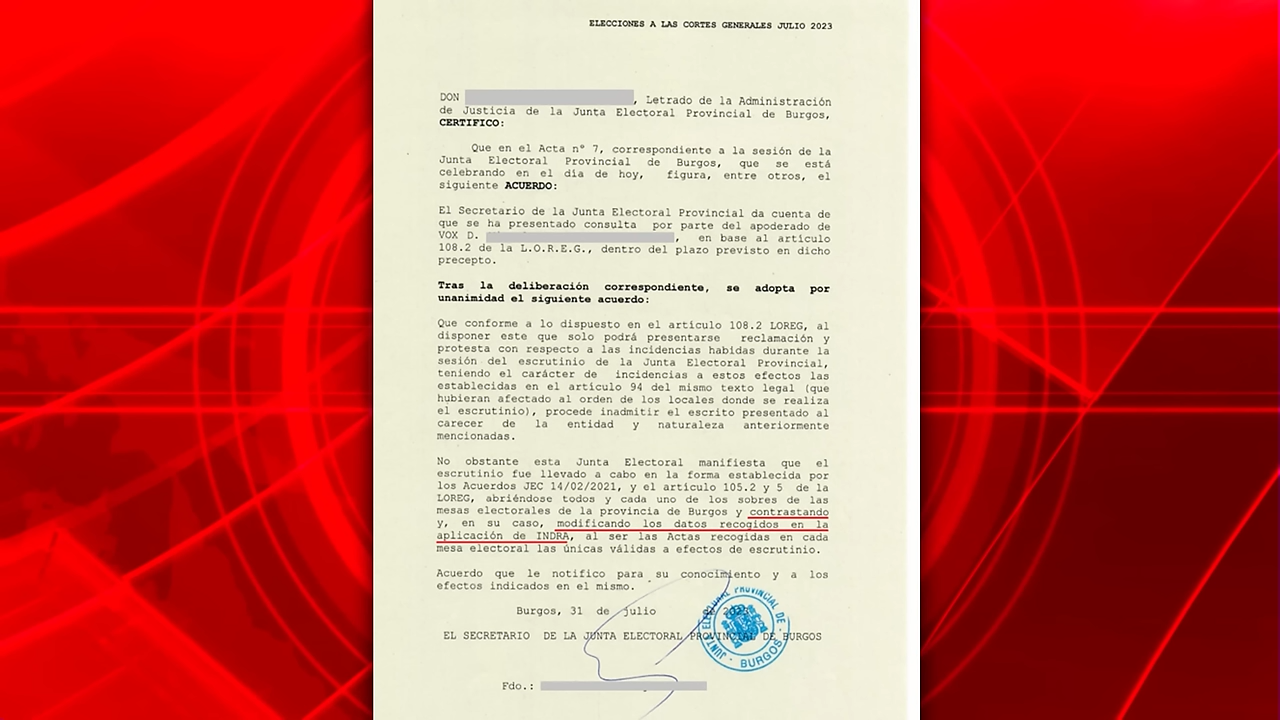 ELECCIONES A LAS CORTES GENERALES JULIO 2023
DON , Letrado de la Administración
de Justicia de la Junta Electoral Provincial de Burgos,
CERTIFICO:
Que en el Acta nº 7, correspondiente a la sesión de la
Junta Electoral Provincial de Burgos, que se está
celebrando en el día de hoy, figura, entre otros, el
siguiente ACUERDO:
El Secretario de la Junta Electoral Provincial da cuenta de
que se ha presentado consulta por parte del apoderado de
VOX D. , en base al artículo
108.2 de la L.O.R.E.G., dentro del plazo previsto en dicho
precepto.
Tras la deliberación correspondiente, se adopta por
unanimidad el siguiente acuerdo:
Que conforme a lo dispuesto en el artículo 108.2 LOREG, al
disponer este que solo podrá presentarse reclamación y
protesta con respecto a las incidencias habidas durante la
sesión del escrutinio de la Junta Electoral Provincial,
teniendo el carácter de incidencias a estos efectos las
establecidas en el artículo 94 del mismo texto legal (que
hubieran afectado al orden de los locales donde se realiza
el escrutinio), procede inadmitir el escrito presentado al
carecer de la entidad y naturaleza anteriormente
mencionadas.
No obstante esta Junta Electoral manifiesta que el
escrutinio fue llevado a cabo en la forma establecida por
los Acuerdos JEC 14/02/2021, y el artículo 105.2 y 5 de la
LOREG, abriéndose todos y cada uno de los sobres de las
mesas electorales de la provincia de Burgos y contrastando
y, en su caso, modificando los datos recogidos en la
aplicación de INDRA, al ser las Actas recogidas en cada
mesa electoral las únicas válidas a efectos de escrutinio.
Acuerdo que le notifico para su conocimiento y a los
efectos indicados en el mismo.
Burgos, 31 de julio
EL SECRETARIO DE LA JUNTA ELECTORAL PROVINCIAL DE BURGOS
JUNTA ELECTORAL PROVINCIAL DE - BURGOS -
Fdo.: